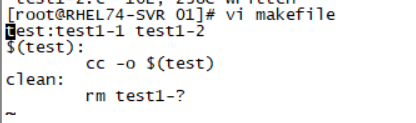 [root@RHEL74-SVR 01]# vi makefile
test:test1-1 test1-2
$(test):
cc -o $(test)
clean:
rm test1-?
~